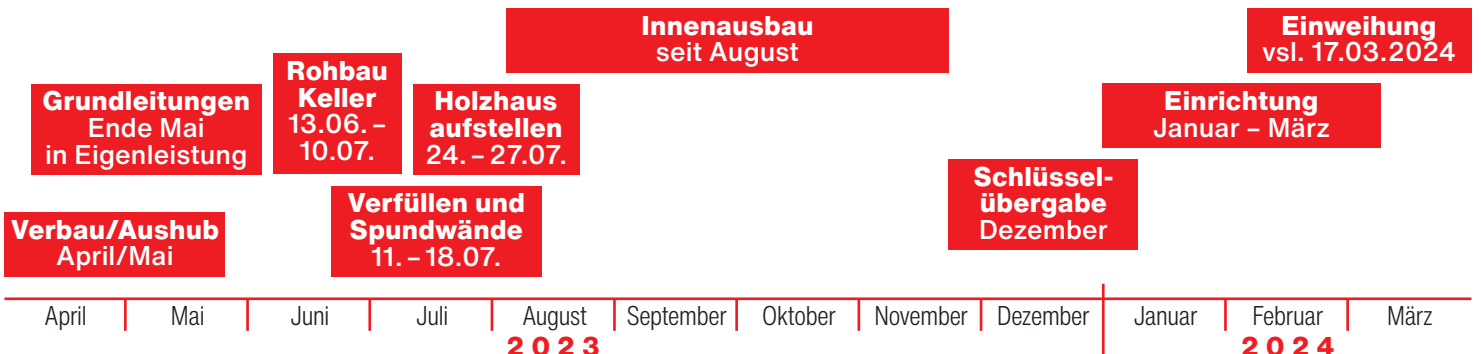 Innenausbau
seit August
Einweihung
vsl. 17.03.2024
Rohbau
Keller
13.06. –
10.07.
Grundleitungen
Ende Mai
in Eigenleistung
Holzhaus
aufstellen
24. – 27.07.
Einrichtung
Januar – März
Schlüssel-
übergabe
Dezember
Verfüllen und
Spundwände
11. – 18.07.
Verbau/Aushub
April/Mai
April Mai Juni Juli August September Oktober November Dezember Januar Februar März
2023 2024